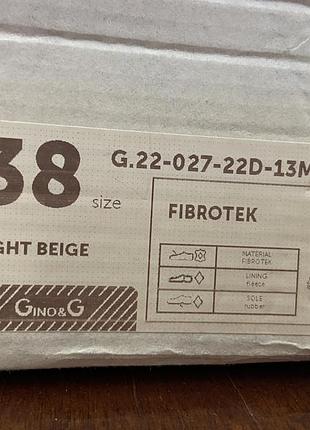 38 size
G.22-027-22D-13M
GHT BEIGE
FIBROTEK
MATERIAL
FIBROTEK
LINING
fleece
SOLE
rubber
GINO&G